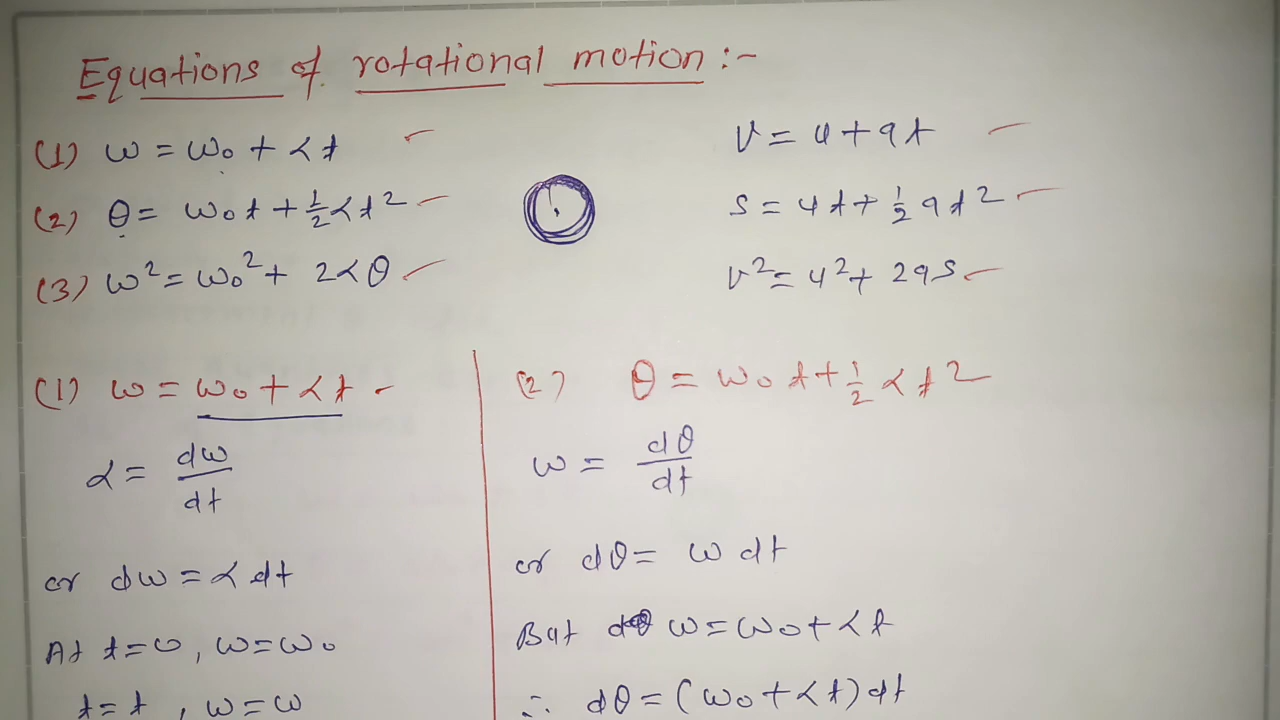 Equations of rotational motion :-
(1) ω = ω₀ + αt
v = u + at
(2) θ = ω₀t + ½αt²
s = ut + ½at²
(3) ω² = ω₀² + 2αθ
v² = u² + 2as
(1) ω = ω₀ + αt
α = dω/dt
or dω = αdt
At t=0, ω=ω₀
t=t, ω=ω
(2) θ = ω₀t + ½αt²
ω = dθ/dt
or dθ = ωdt
But ω = ω₀ + αt
∴ dθ = (ω₀ + αt)dt